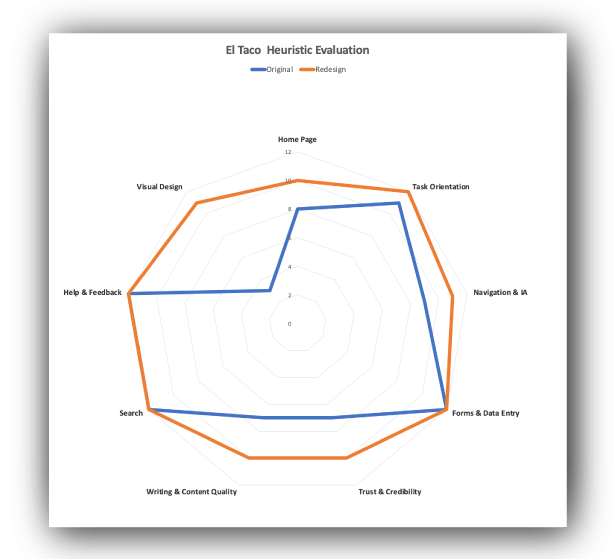 El Taco  Heuristic Evaluation
Original Redesign
Home Page
12
Visual Design
Task Orientation
10
8
6
4
2
0
Help & Feedback
Navigation & IA
Search
Forms & Data Entry
Writing & Content Quality
Trust & Credibility